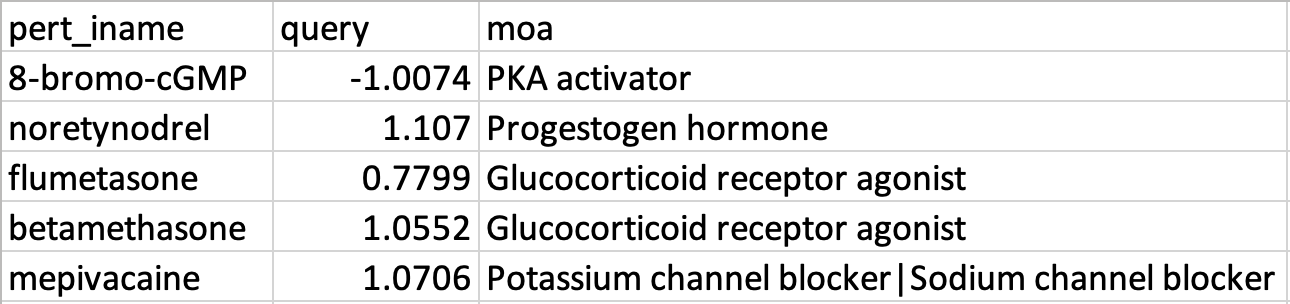 pert_iname query moa
8-bromo-cGMP -1.0074 PKA activator
noretynodrel 1.107 Progestogen hormone
flumetasone 0.7799 Glucocorticoid receptor agonist
betamethasone 1.0552 Glucocorticoid receptor agonist
mepivacaine 1.0706 Potassium channel blocker|Sodium channel blocker